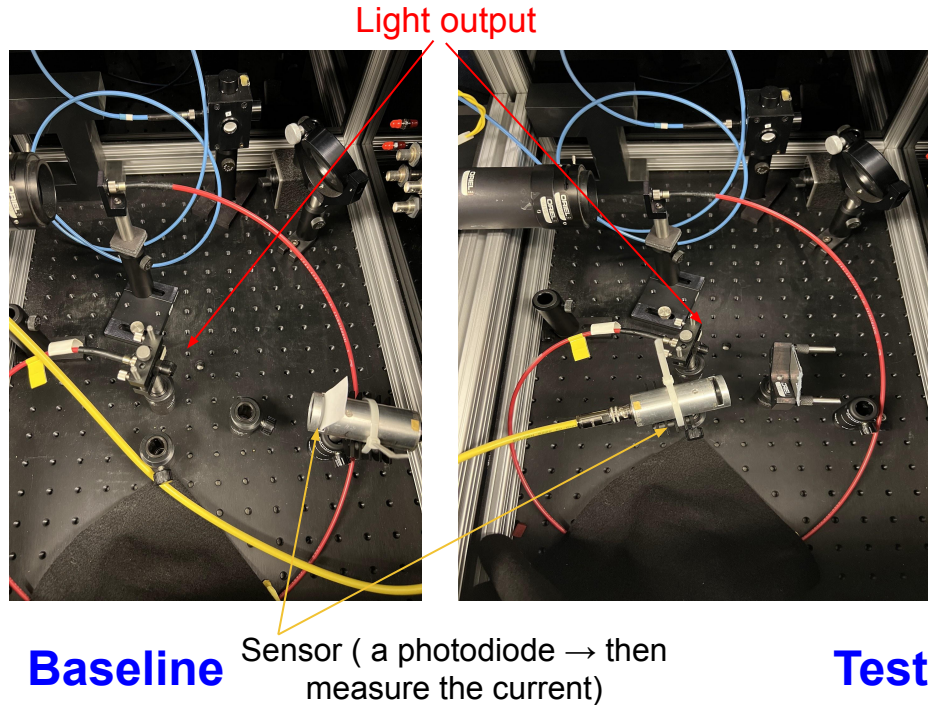 Light output
Baseline
Sensor ( a photodiode → then
measure the current)
Test